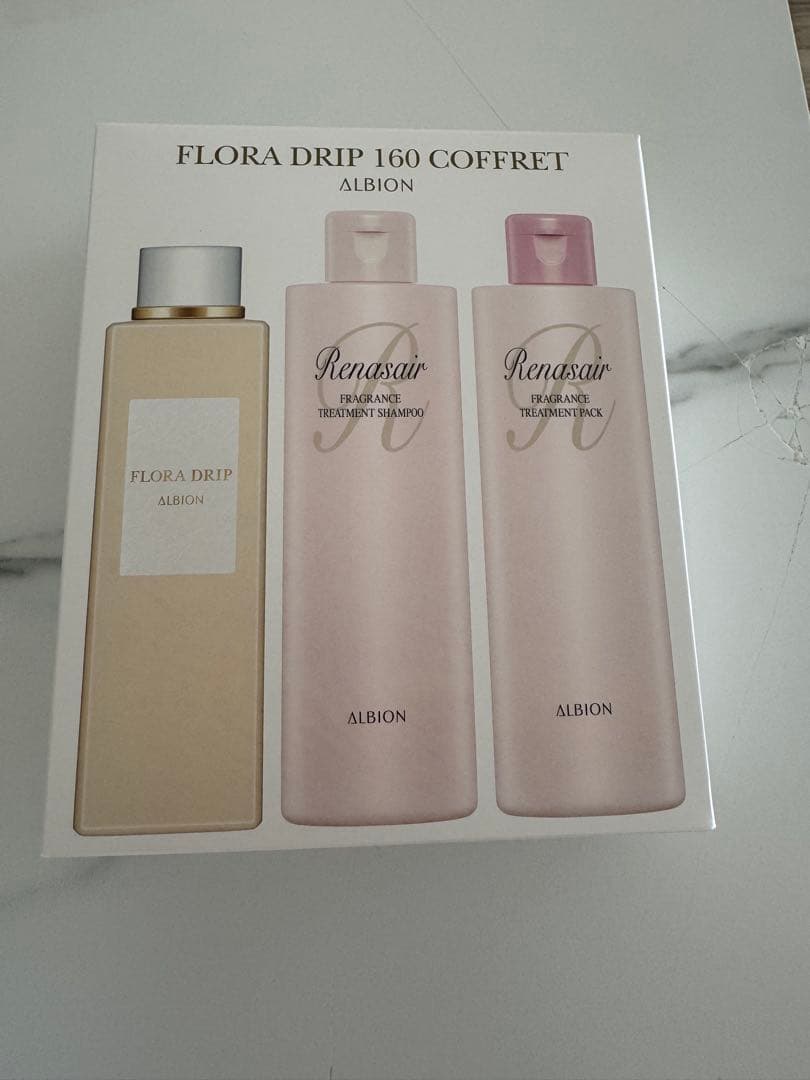 FLORA DRIP 160 COFFRET
ALBION
FLORA DRIP
ALBION
R
Renasair
FRAGRANCE
TREATMENT SHAMPOO
ALBION
R
Renasair
FRAGRANCE
TREATMENT PACK
ALBION